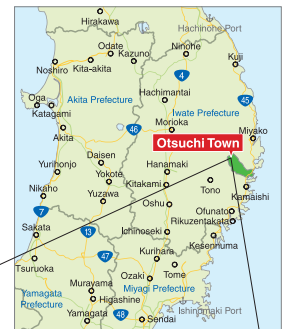 Hirakawa
Hachinohe Port
Odate
Kazuno
Ninohe
Kuji
Noshiro
Kita-akita
4
Hachimantai
Oga
Akita Prefecture
45
Katagami
Iwate Prefecture
Morioka
Miyako
46
Akita
Otsuchi Town
Daisen
Yurihonjo
Hanamaki
Yokote
Kitakami
Tono
Kamaishi
Nikaho
Yuzawa
Oshu
Ofunato
7
Rikuzentakata
Sakata
13
Ichinoseki
Kesennuma
47
Kurihara
Tsuruoka
Ozaki
Tome
Yamagata
Prefecture
Murayama
Miyagi Prefecture
Higashine
Ishinomaki Port
Yamagata
48
Sendai